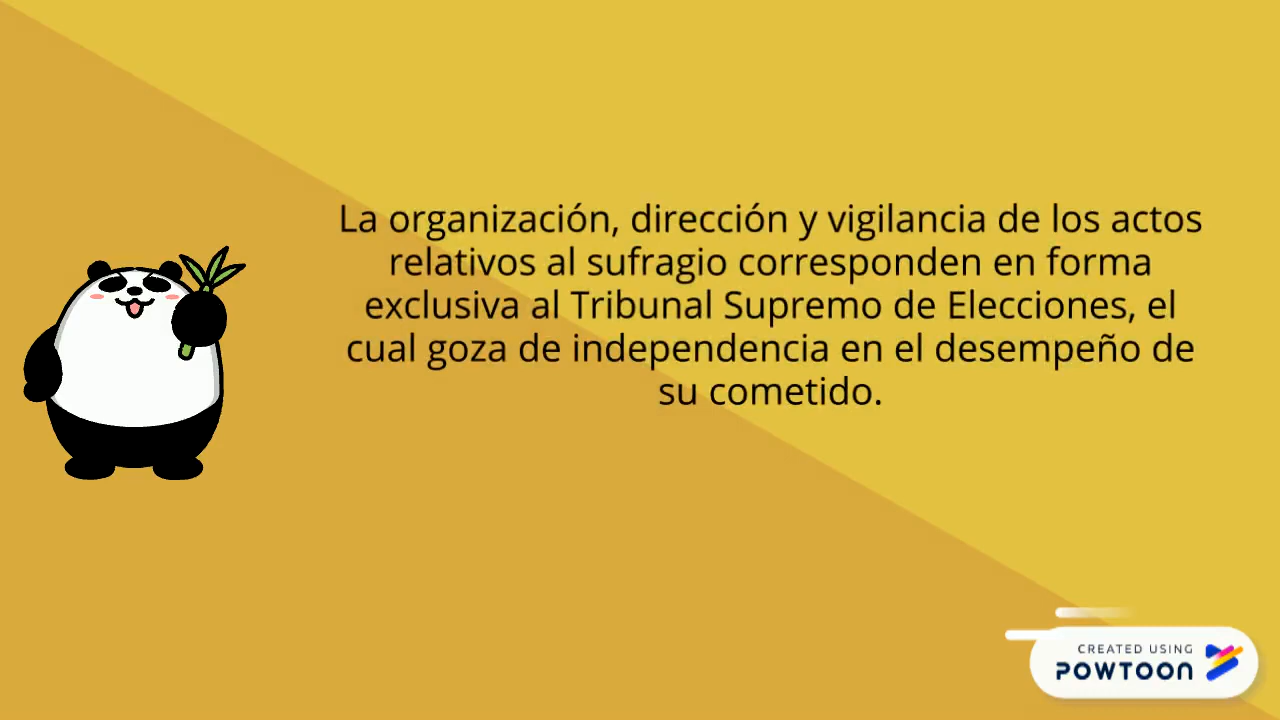 La organización, dirección y vigilancia de los actos
relativos al sufragio corresponden en forma
exclusiva al Tribunal Supremo de Elecciones, el
cual goza de independencia en el desempeño de
su cometido.
CREATED USING
POWTOON